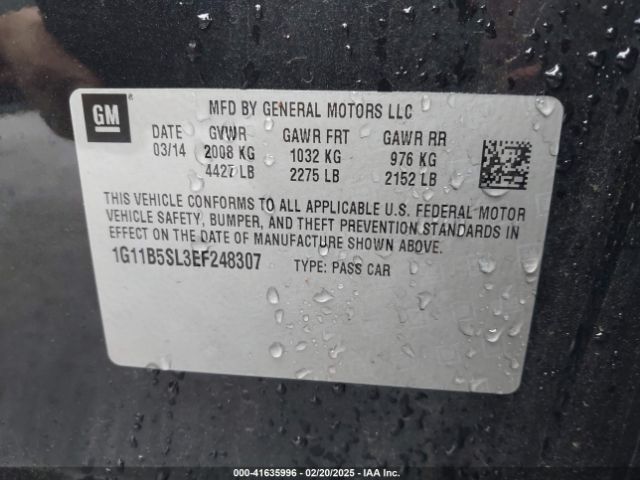 GM
MFD BY GENERAL MOTORS LLC
DATE GVWR GAWR FRT GAWR RR
03/14 2008 KG 1032 KG 976 KG
4427 LB 2275 LB 2152 LB
THIS VEHICLE CONFORMS TO ALL APPLICABLE U.S. FEDERAL MOTOR
VEHICLE SAFETY, BUMPER, AND THEFT PREVENTION STANDARDS IN
EFFECT ON THE DATE OF MANUFACTURE SHOWN ABOVE.
1G11B5SL3EF248307 TYPE: PASS CAR
000-41635996 - 02/20/2025 - IAA Inc.